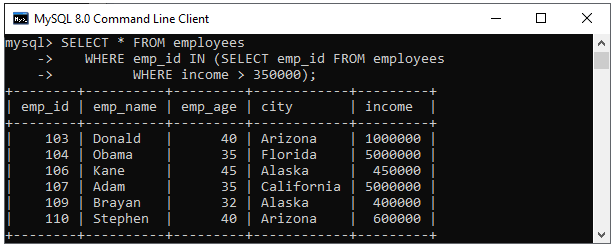 MySQL 8.0 Command Line Client
mysql> SELECT * FROM employees
    ->    WHERE emp_id IN (SELECT emp_id FROM employees
    ->          WHERE income > 350000);
+--------+----------+---------+------------+---------+
| emp_id | emp_name | emp_age | city       | income  |
+--------+----------+---------+------------+---------+
|    103 | Donald   |      40 | Arizona    | 1000000 |
|    104 | Obama    |      35 | Florida    | 5000000 |
|    106 | Kane     |      45 | Alaska     |  450000 |
|    107 | Adam     |      35 | California | 5000000 |
|    109 | Brayan   |      32 | Alaska     |  400000 |
|    110 | Stephen  |      40 | Arizona    |  600000 |
+--------+----------+---------+------------+---------+